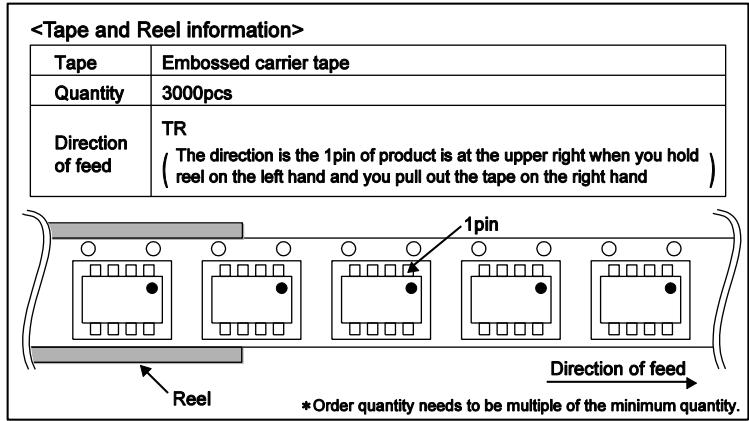 <Tape and Reel information>
Tape Embossed carrier tape
Quantity 3000pcs
Direction
of feed
TR
( The direction is the 1pin of product is at the upper right when you hold
reel on the left hand and you pull out the tape on the right hand )
1pin
Direction of feed
Reel
*Order quantity needs to be multiple of the minimum quantity.